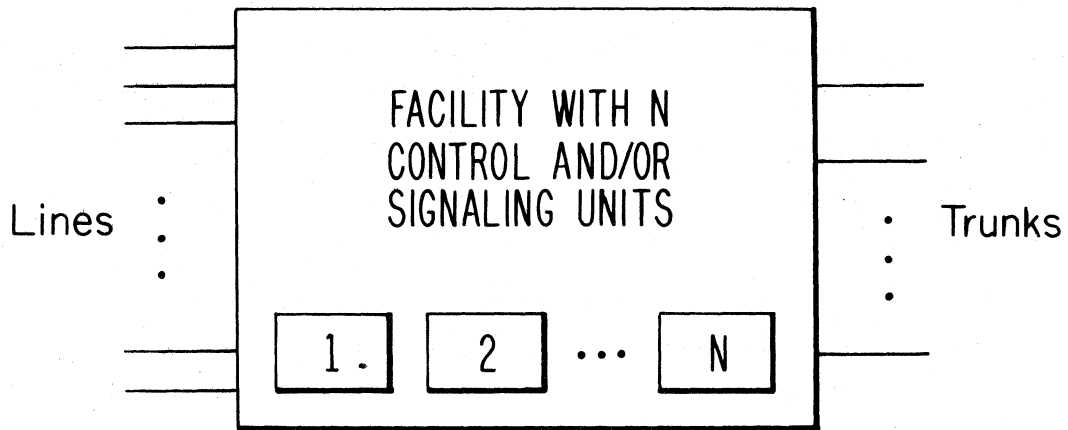 FACILITY WITH N
CONTROL AND/OR
SIGNALING UNITS
Lines
Trunks
1. 2 ... N